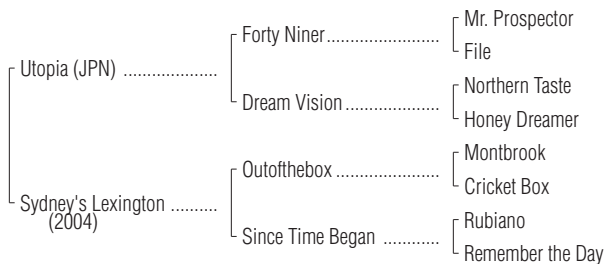 Mr. Prospector
Forty Niner........................
File
Utopia (JPN) ....................
Northern Taste
Dream Vision....................
Honey Dreamer
Montbrook
Outofthebox......................
Cricket Box
Sydney's Lexington ..........
(2004)
Rubiano
Since Time Began ............
Remember the Day